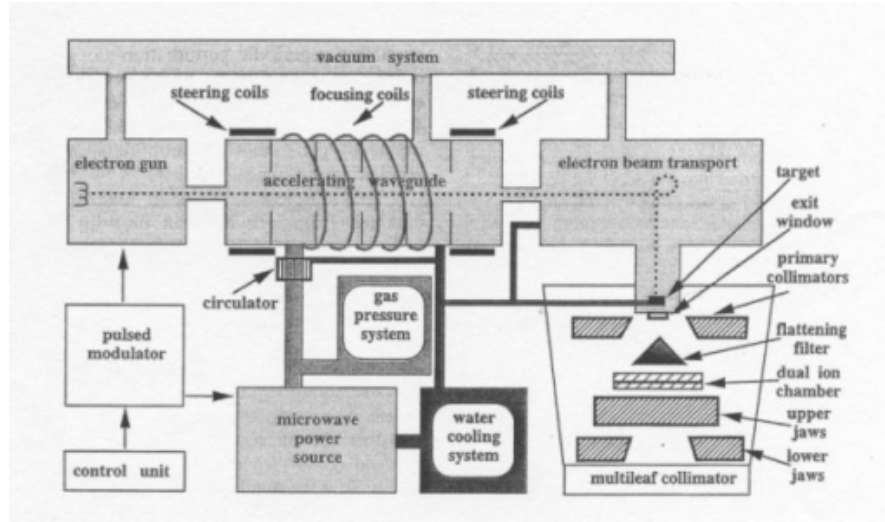 vacuum system
steering coils
focusing coils
steering coils
electron gun
accelerating waveguide
electron beam transport
target
exit
window
primary
collimators
circulator
gas
pressure
system
flattening
filter
pulsed
modulator
dual ion
chamber
microwave
power
source
water
cooling
system
upper
jaws
control unit
multileaf collimator
lower
jaws